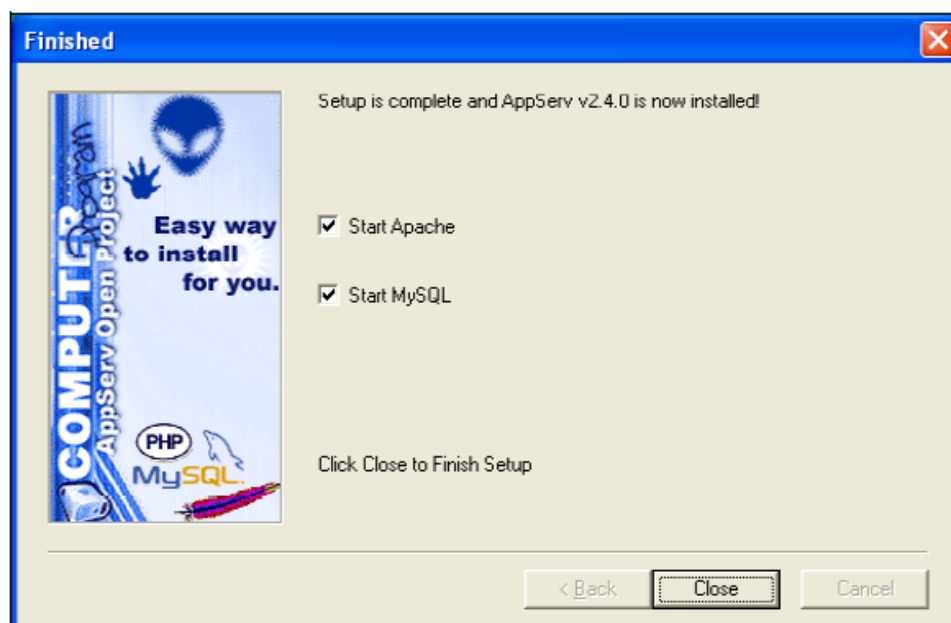 Finished
Setup is complete and AppServ v2.4.0 is now installed!
COMPUTER
Program
AppServ Open Project
Easy way
to install
for you.
PHP
MySQL
Start Apache
Start MySQL
Click Close to Finish Setup
< Back
Close
Cancel